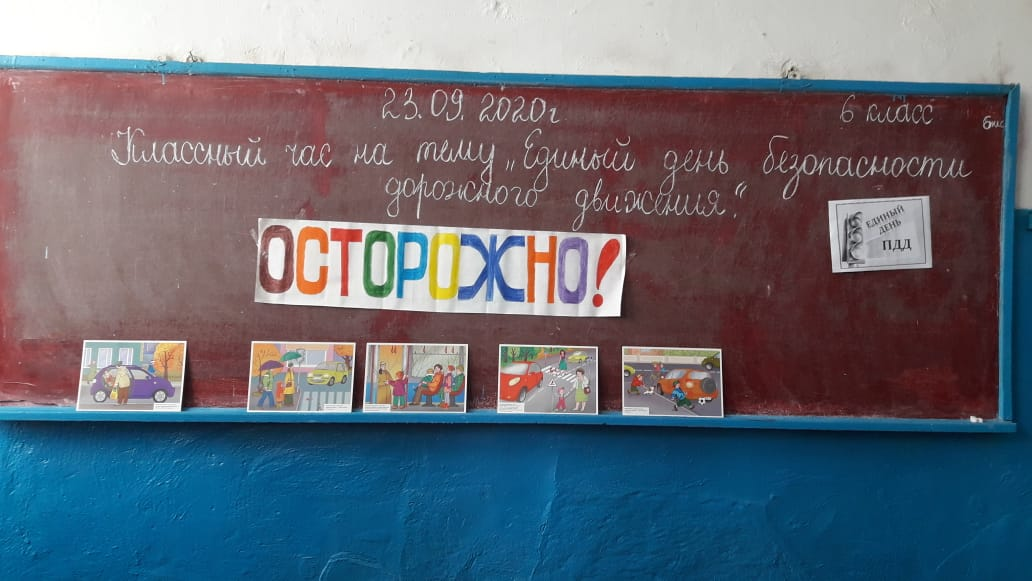 23.09.2020г 6 класс
Классный час на тему „Единый день безопасности
дорожного движения".
ОСТОРОЖНО!
ЕДИНЫЙ
ДЕНЬ
ПДД